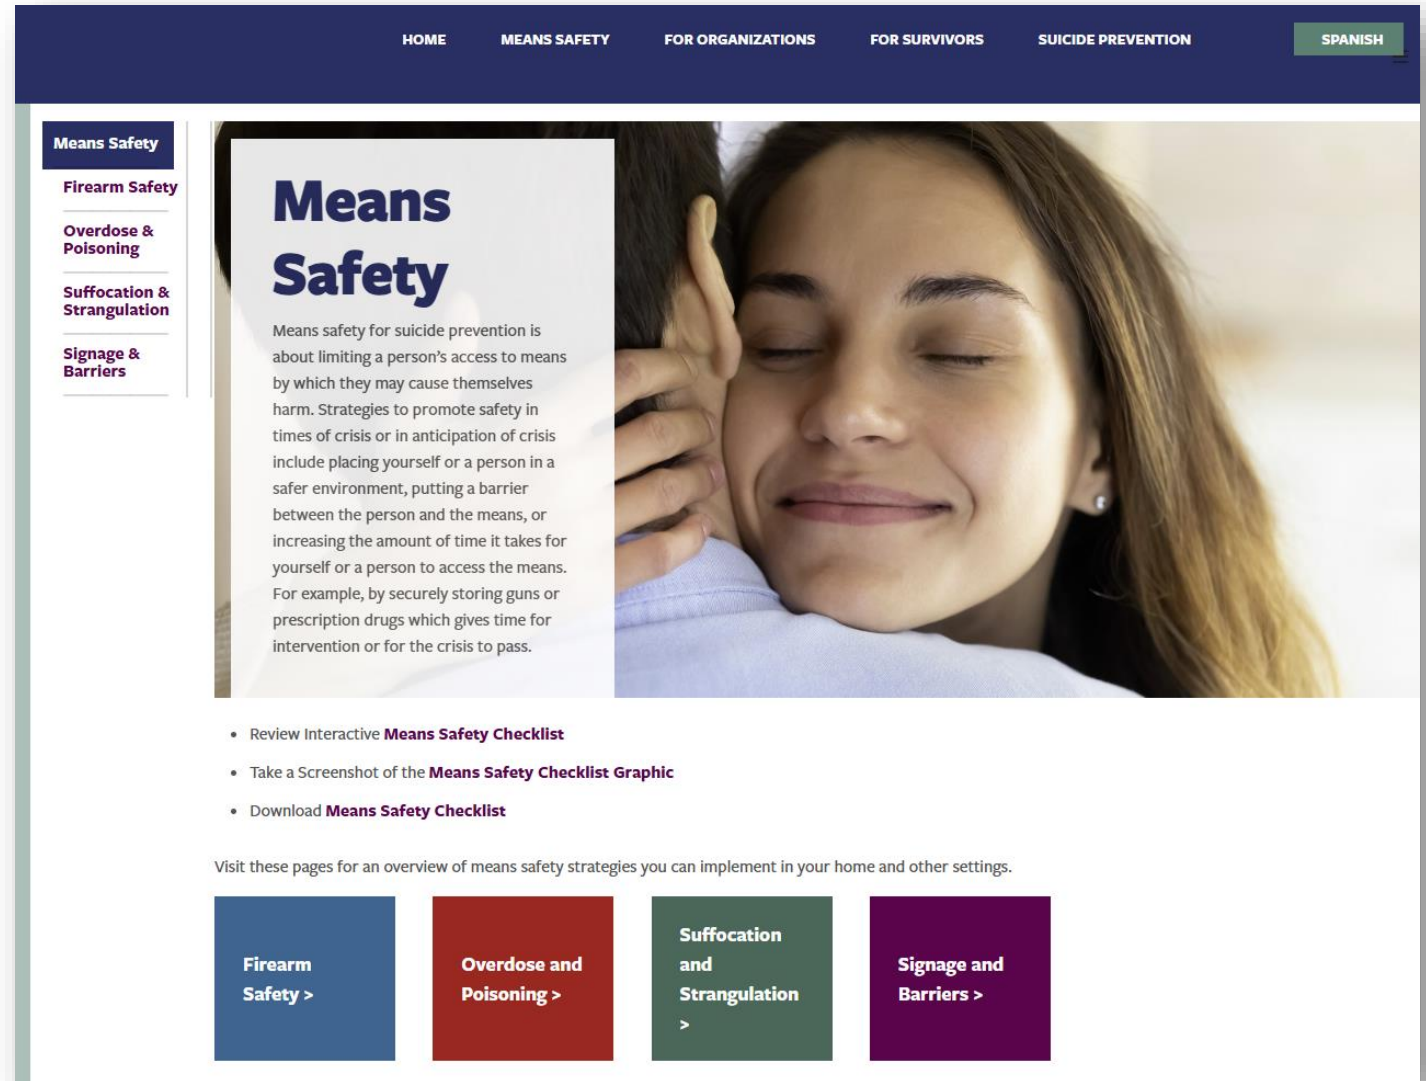 HOME MEANS SAFETY FOR ORGANIZATIONS FOR SURVIVORS SUICIDE PREVENTION SPANISH
Means Safety
Firearm Safety
Overdose &
Poisoning
Suffocation &
Strangulation
Signage &
Barriers
Means
Safety
Means safety for suicide prevention is
about limiting a person's access to means
by which they may cause themselves
harm. Strategies to promote safety in
times of crisis or in anticipation of crisis
include placing yourself or a person in a
safer environment, putting a barrier
between the person and the means, or
increasing the amount of time it takes for
yourself or a person to access the means.
For example, by securely storing guns or
prescription drugs which gives time for
intervention or for the crisis to pass.
• Review Interactive Means Safety Checklist
• Take a Screenshot of the Means Safety Checklist Graphic
• Download Means Safety Checklist
Visit these pages for an overview of means safety strategies you can implement in your home and other settings.
Firearm
Safety >
Overdose and
Poisoning >
Suffocation
and
Strangulation
>
Signage and
Barriers >